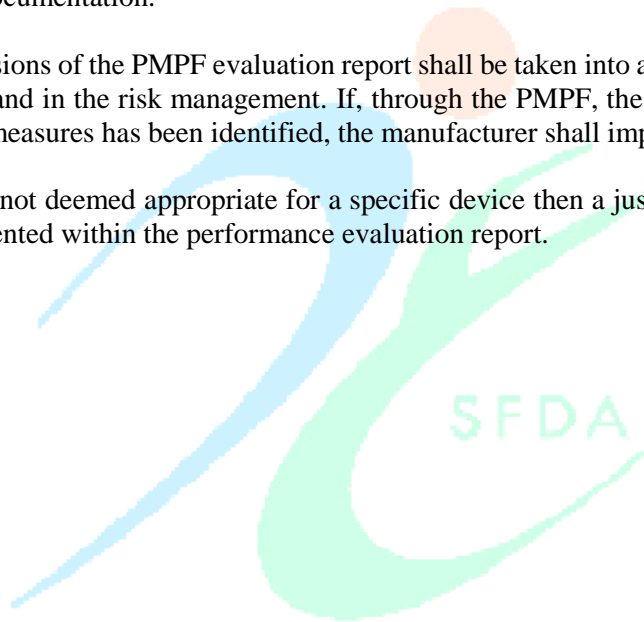 sions of the PMPF evaluation report shall be taken into a
and in the risk management. If, through the PMPF, the
measures has been identified, the manufacturer shall imp
not deemed appropriate for a specific device then a jus
ented within the performance evaluation report.
SFDA